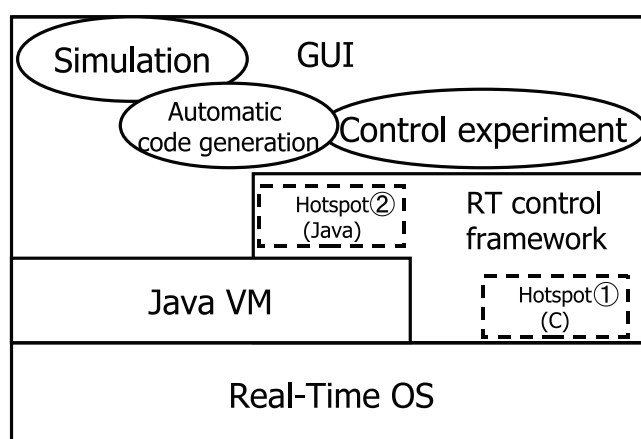 Simulation
GUI
Automatic
code generation
Control experiment
Hotspot②
(Java)
RT control
framework
Java VM
Hotspot①
(C)
Real-Time OS